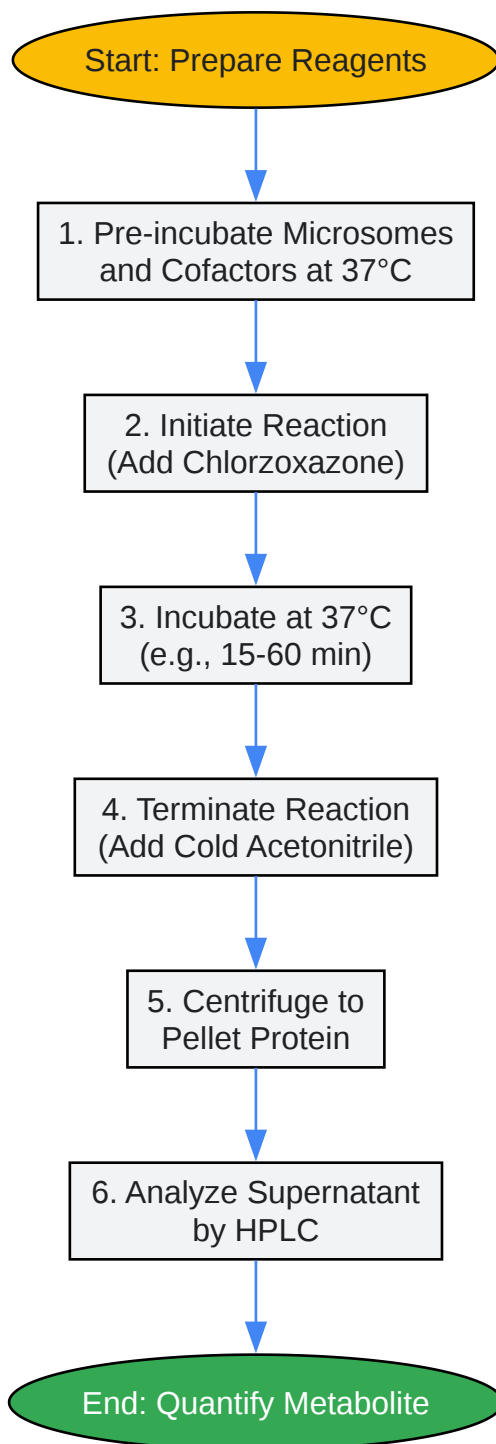 Start: Prepare Reagents
1. Pre-incubate Microsomes
and Cofactors at 37°C
2. Initiate Reaction
(Add Chlorzoxazone)
3. Incubate at 37°C
(e.g., 15-60 min)
4. Terminate Reaction
(Add Cold Acetonitrile)
5. Centrifuge to
Pellet Protein
6. Analyze Supernatant
by HPLC
End: Quantify Metabolite